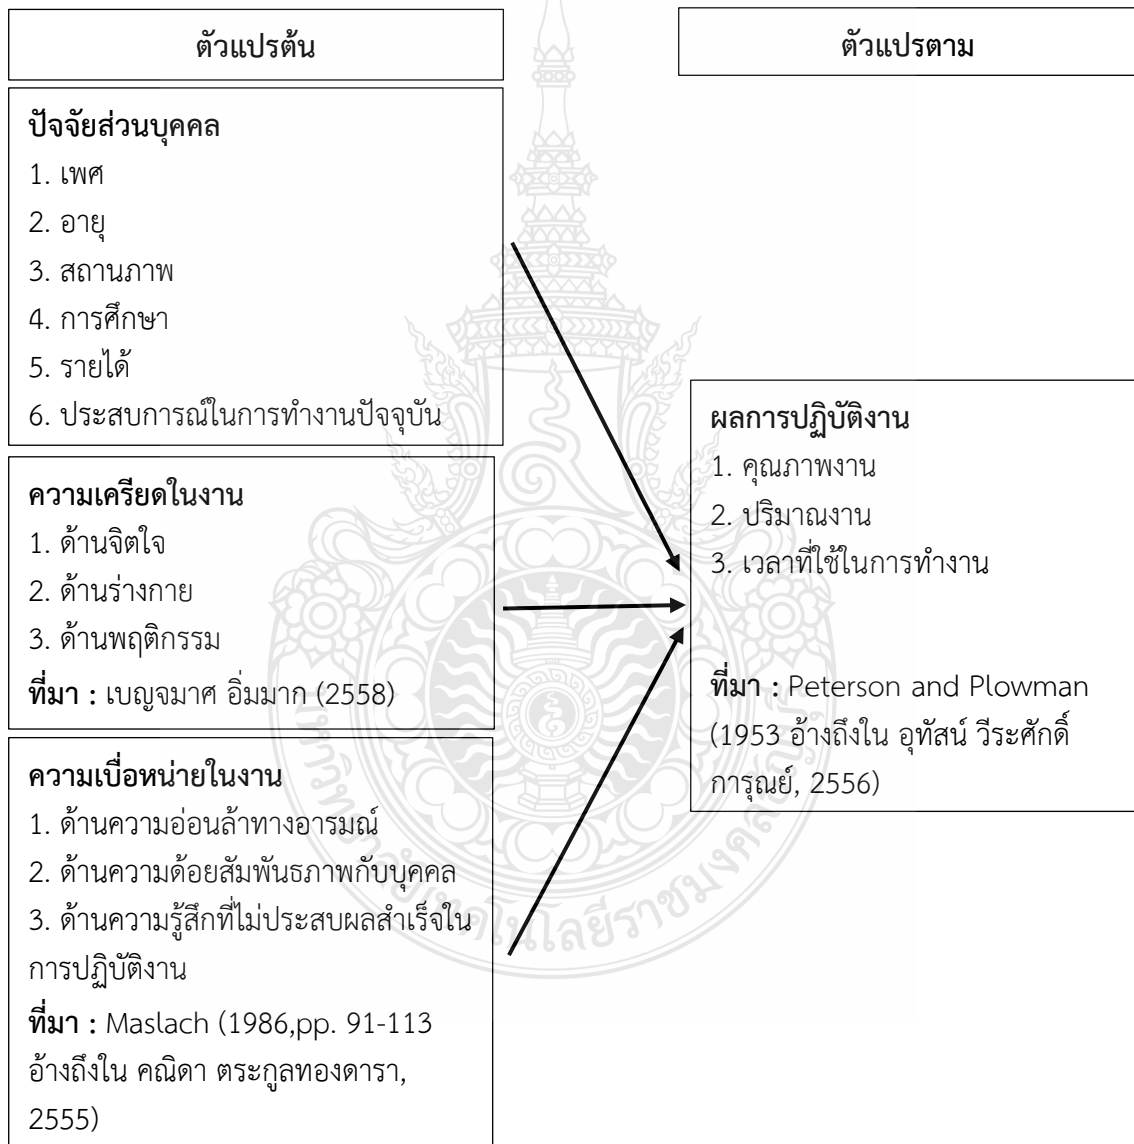 ตัวแปรต้น
ปัจจัยส่วนบุคคล
1. เพศ
2. อายุ
3. สถานภาพ
4. การศึกษา
5. รายได้
6. ประสบการณ์ในการทำงานปัจจุบัน
ความเครียดในงาน
1. ด้านจิตใจ
2. ด้านร่างกาย
3. ด้านพฤติกรรม
ที่มา : เบญจมาศ อิ่มมาก (2558)
ความเบื่อหน่ายในงาน
1. ด้านความอ่อนล้าทางอารมณ์
2. ด้านความด้อยสัมพันธภาพกับบุคคล
3. ด้านความรู้สึกที่ไม่ประสบผลสำเร็จใน
การปฏิบัติงาน
ที่มา : Maslach (1986,pp. 91-113
อ้างถึงใน คณิดา ตระกูลทองดารา,
2555)
ตัวแปรตาม
ผลการปฏิบัติงาน
1. คุณภาพงาน
2. ปริมาณงาน
3. เวลาที่ใช้ในการทำงาน
ที่มา : Peterson and Plowman
(1953 อ้างถึงใน อุทัสน์ วีระศักดิ์
การุณย์, 2556)